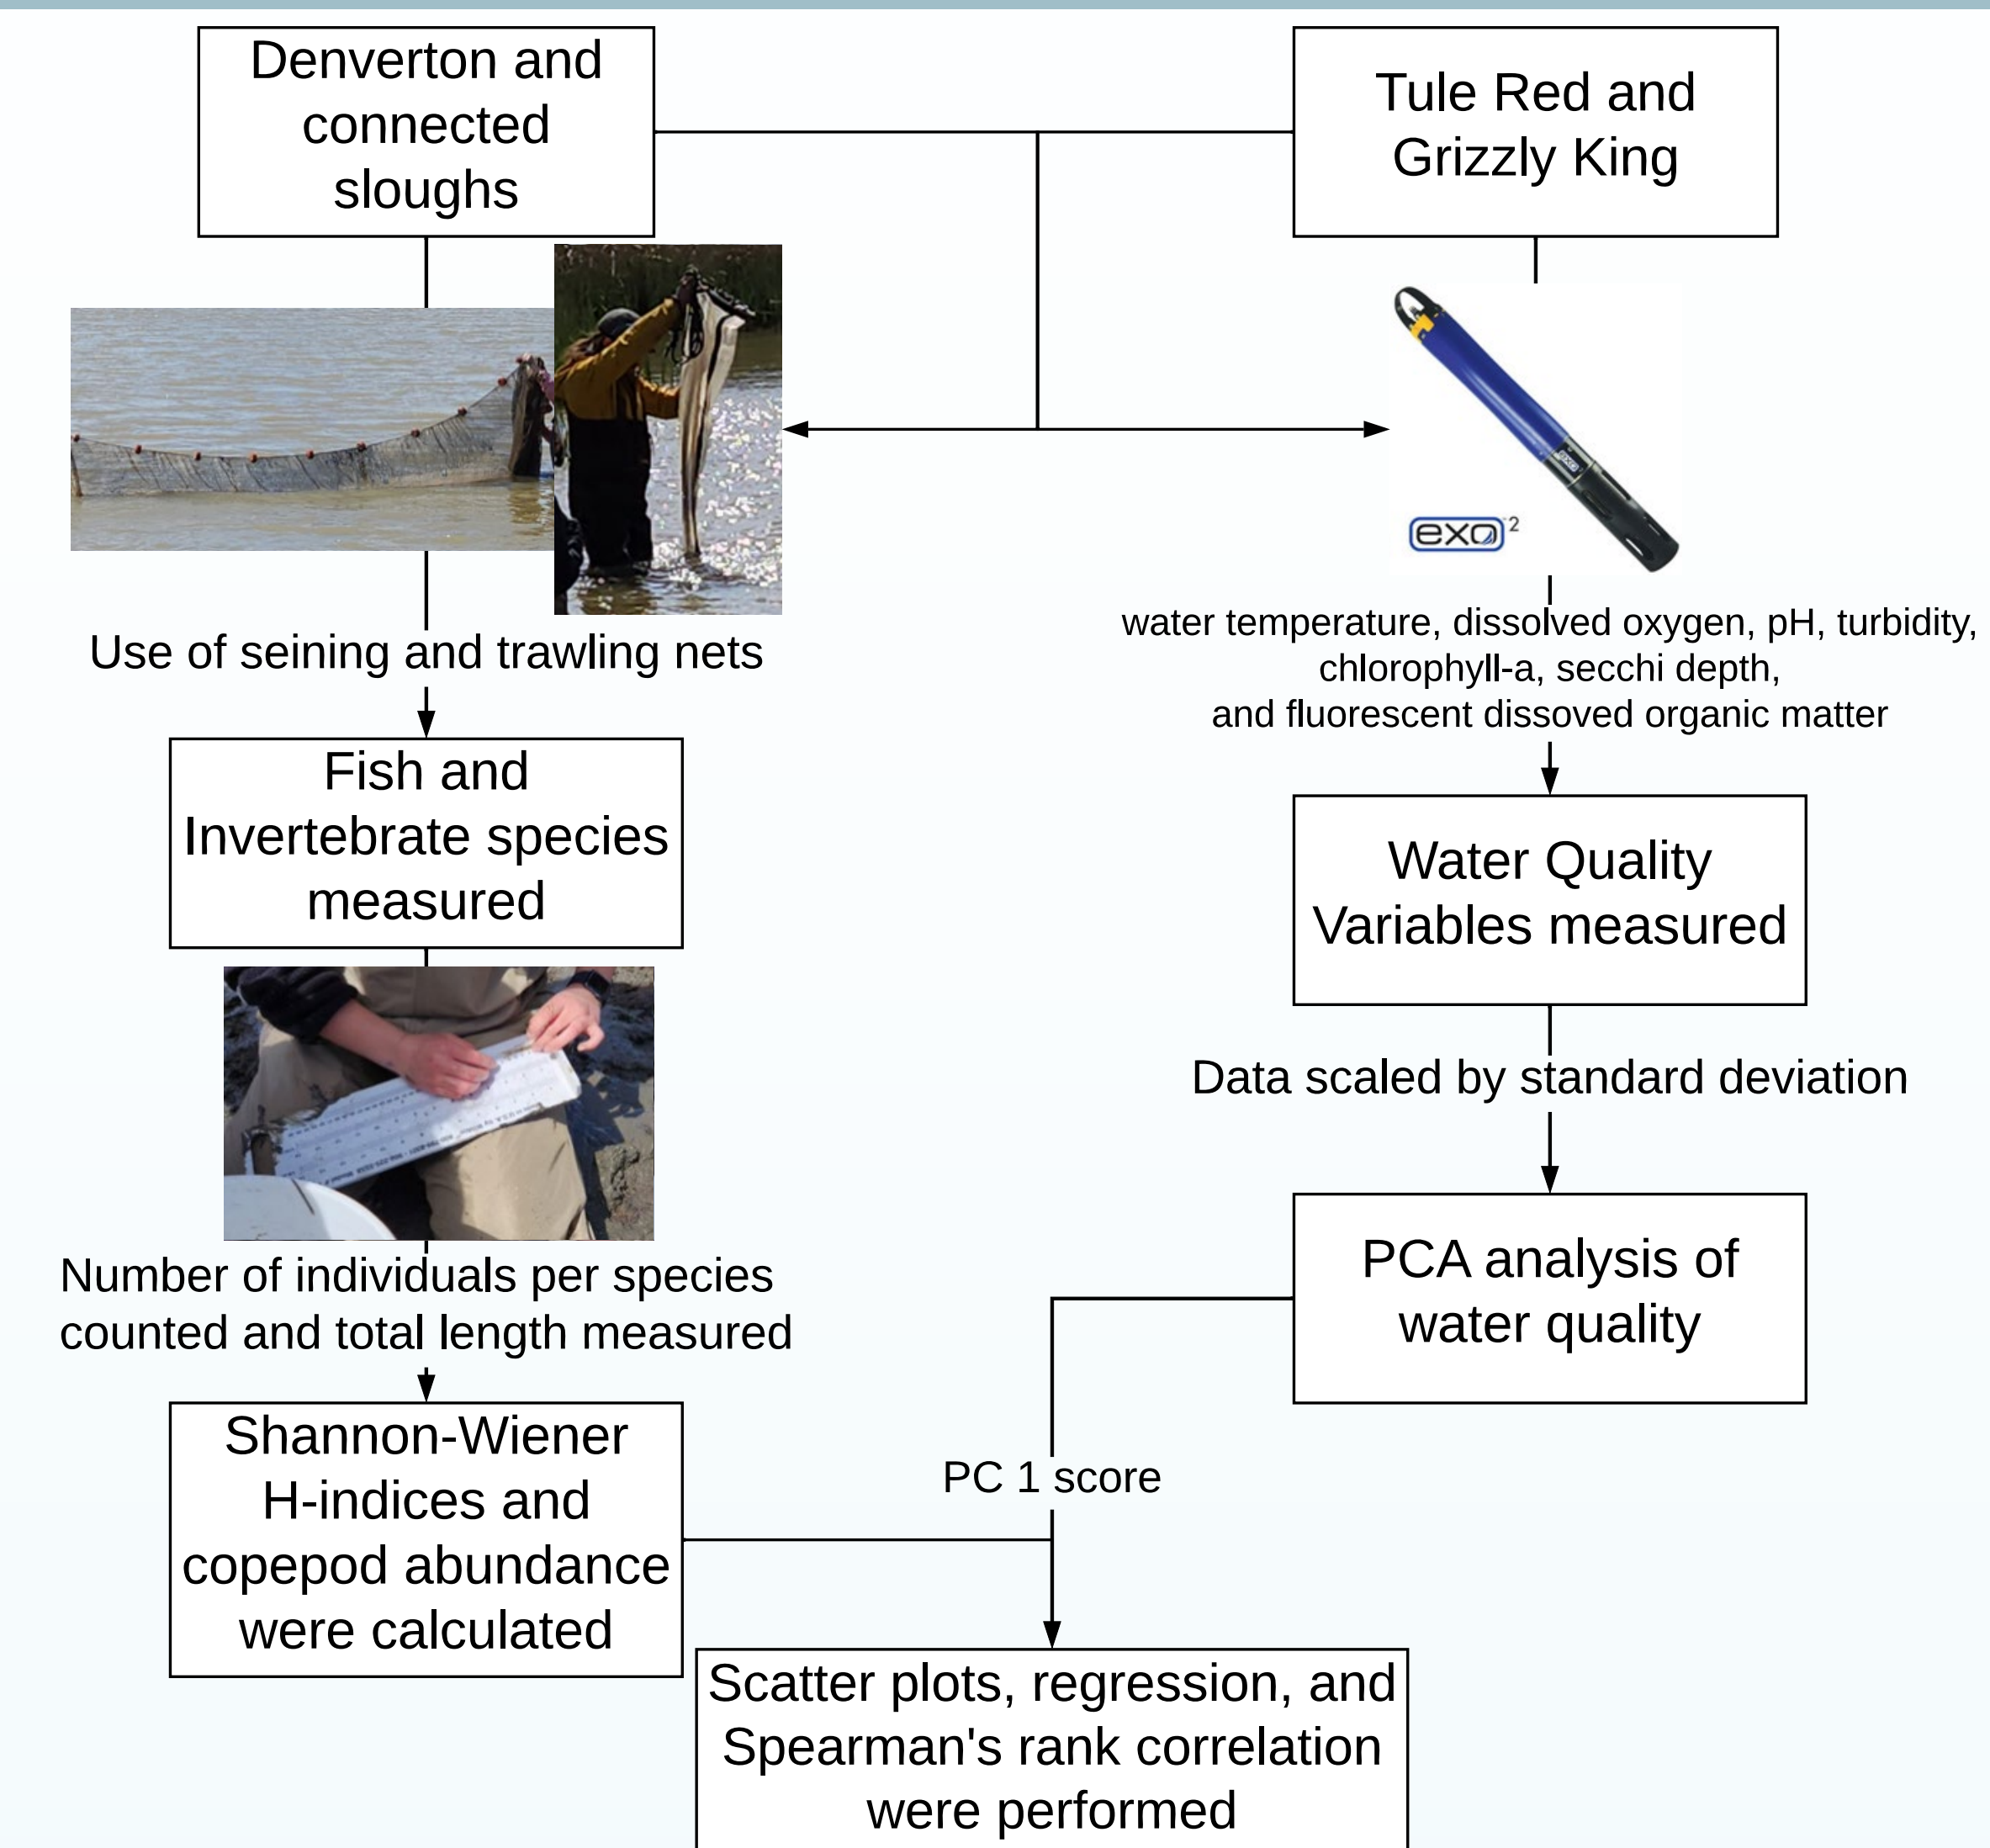 Denverton and
connected
sloughs
Tule Red and
Grizzly King
exo 2
exo
Use of seining and trawling nets
water temperature, dissolved oxygen, pH, turbidity,
chlorophyll-a, secchi depth,
and fluorescent dissoved organic matter
Fish and
Invertebrate species
measured
Water Quality
Variables measured
Data scaled by standard deviation
Number of individuals per species
counted and total length measured
PCA analysis of
water quality
Shannon-Wiener
H-indices and
copepod abundance
were calculated
PC 1 score
Scatter plots, regression, and
Spearman's rank correlation
were performed